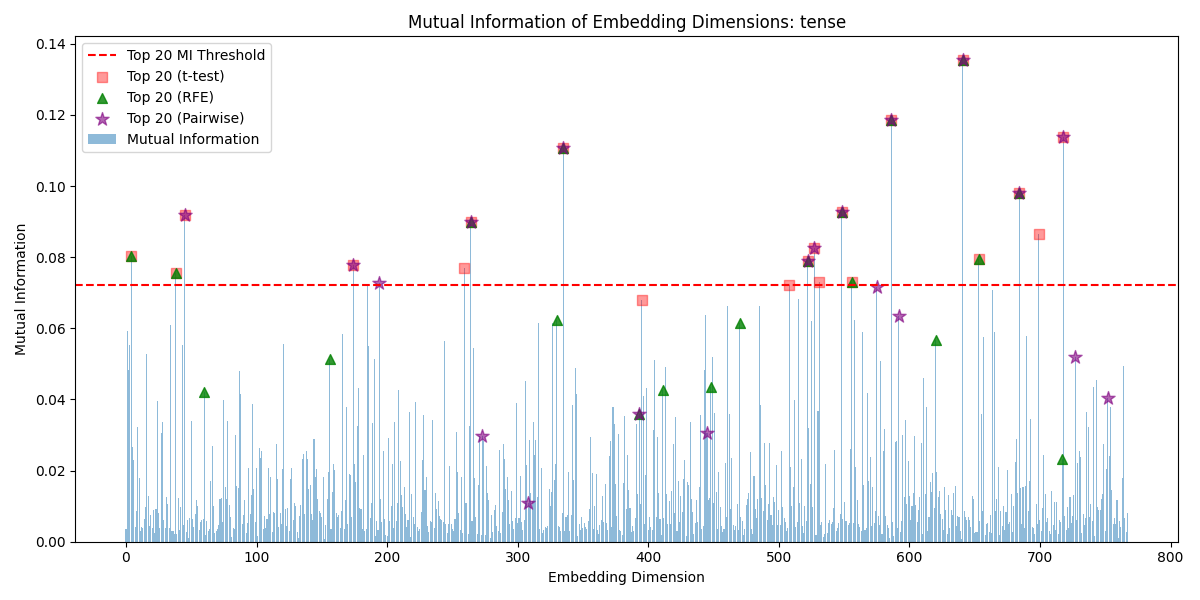 Mutual Information of Embedding Dimensions: tense
Top 20 MI Threshold
Top 20 (t-test)
Top 20 (RFE)
Top 20 (Pairwise)
Mutual Information
0.14
0.12
0.10
0.08
0.06
0.04
0.02
0.00
Mutual Information
0 100 200 300 400 500 600 700 800
Embedding Dimension